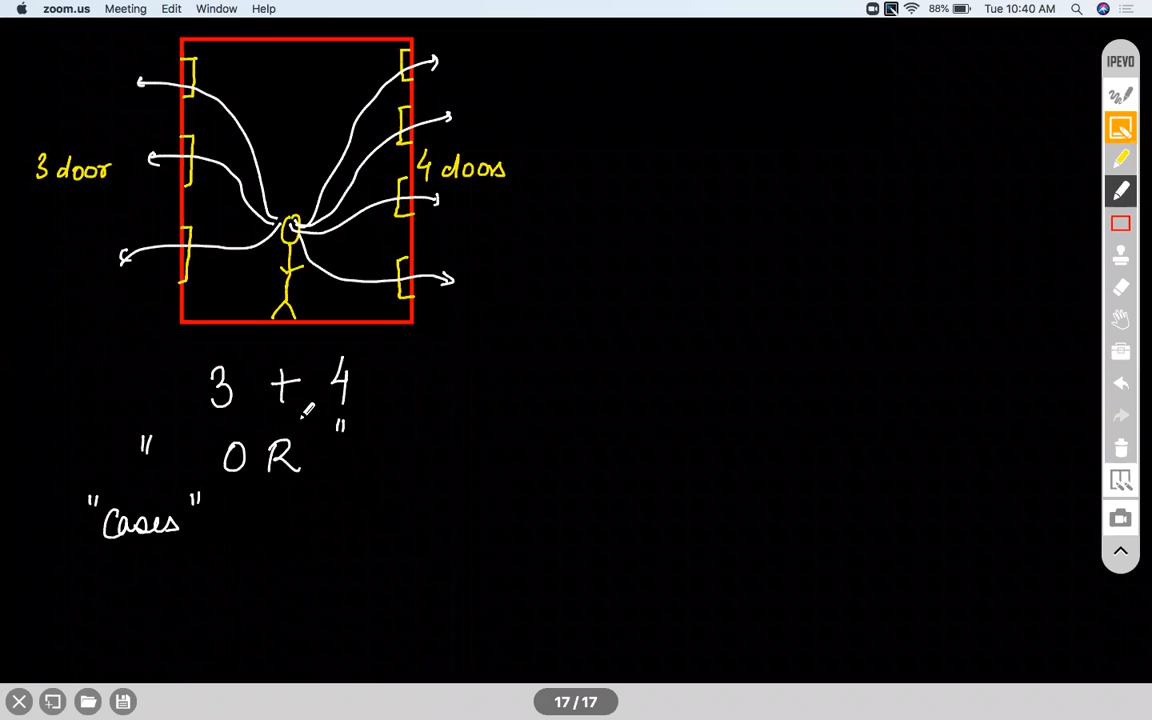 zoom.us Meeting Edit Window Help 88% Tue 10:40 AM
IPEVO
3 door
4 doors
3 + 4
" OR "
"Cases"
17/17